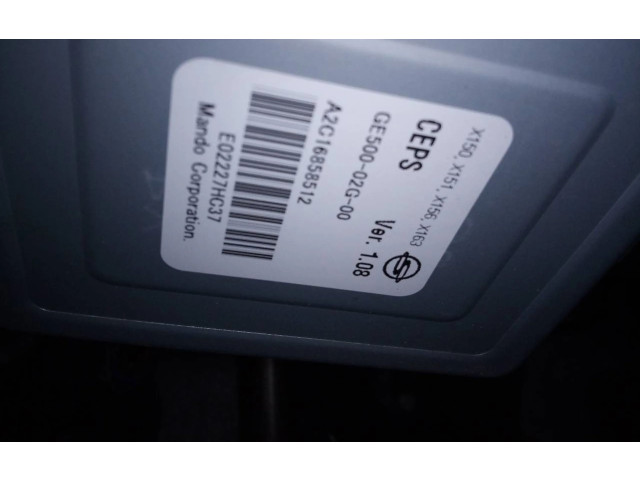 X150, X151, X156, X163
CEPS Ver. 1.08
GE500-02G-00
A2C16858512
E02227HC37
Mando Corporation.